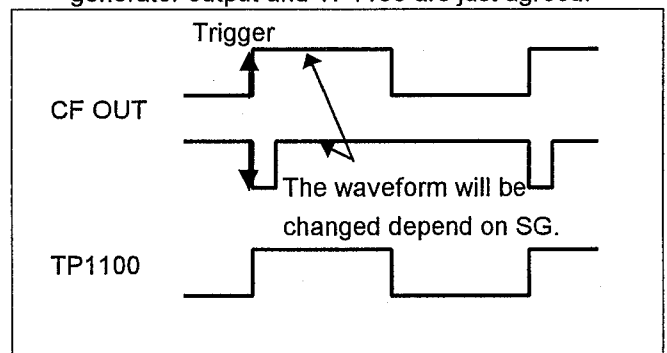 generator output and TP1100 are just agreed.
Trigger
CF OUT
The waveform will be
changed depend on SG.
TP1100